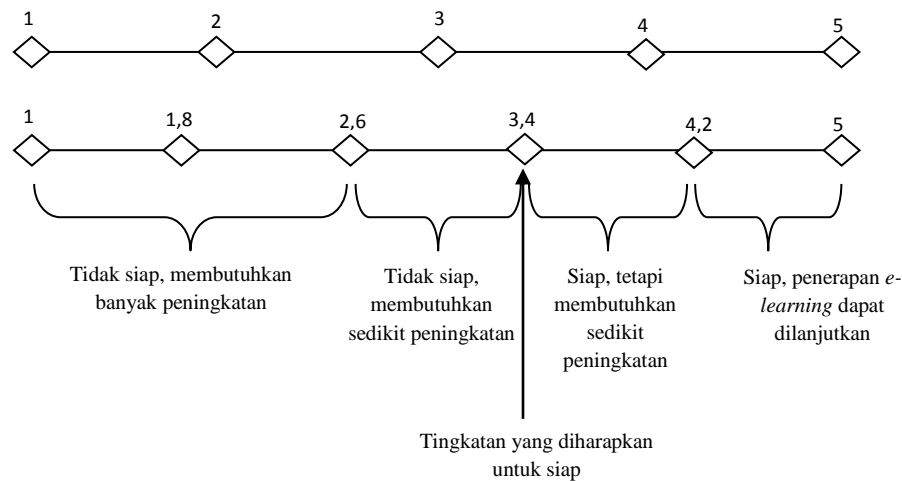 1 2 3 4 5
1 1,8 2,6 3,4 4,2 5
Tidak siap, membutuhkan
banyak peningkatan
Tidak siap,
membutuhkan
sedikit peningkatan
Siap, tetapi
membutuhkan
sedikit
peningkatan
Siap, penerapan e-
learning dapat
dilanjutkan
Tingkatan yang diharapkan
untuk siap